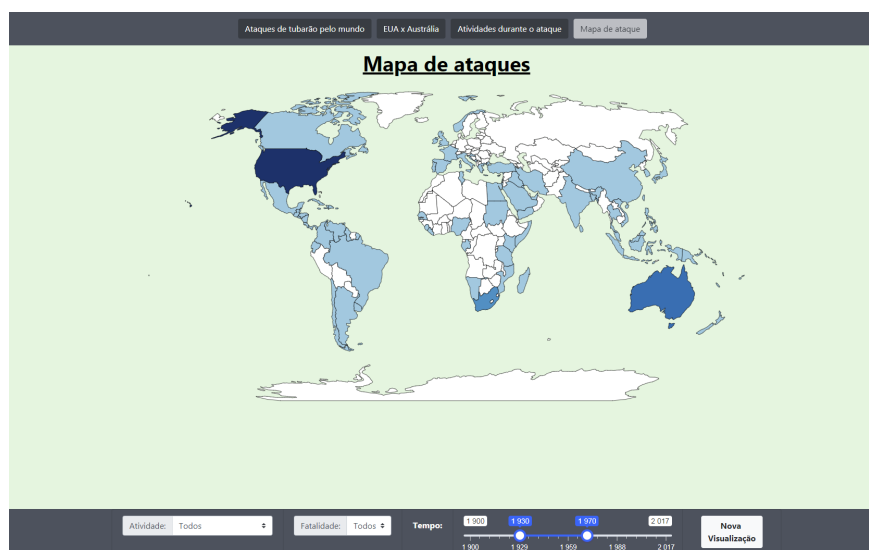 Ataques de tubarão pelo mundo EUA x Austrália Atividades durante o ataque Mapa de ataque
Mapa de ataques
Atividade: Todos Fatalidade: Todos Tempo: 1 900 1 930 1 970 2 017 Nova
Visualização
1 900 1 929 1 959 1 988 2 017